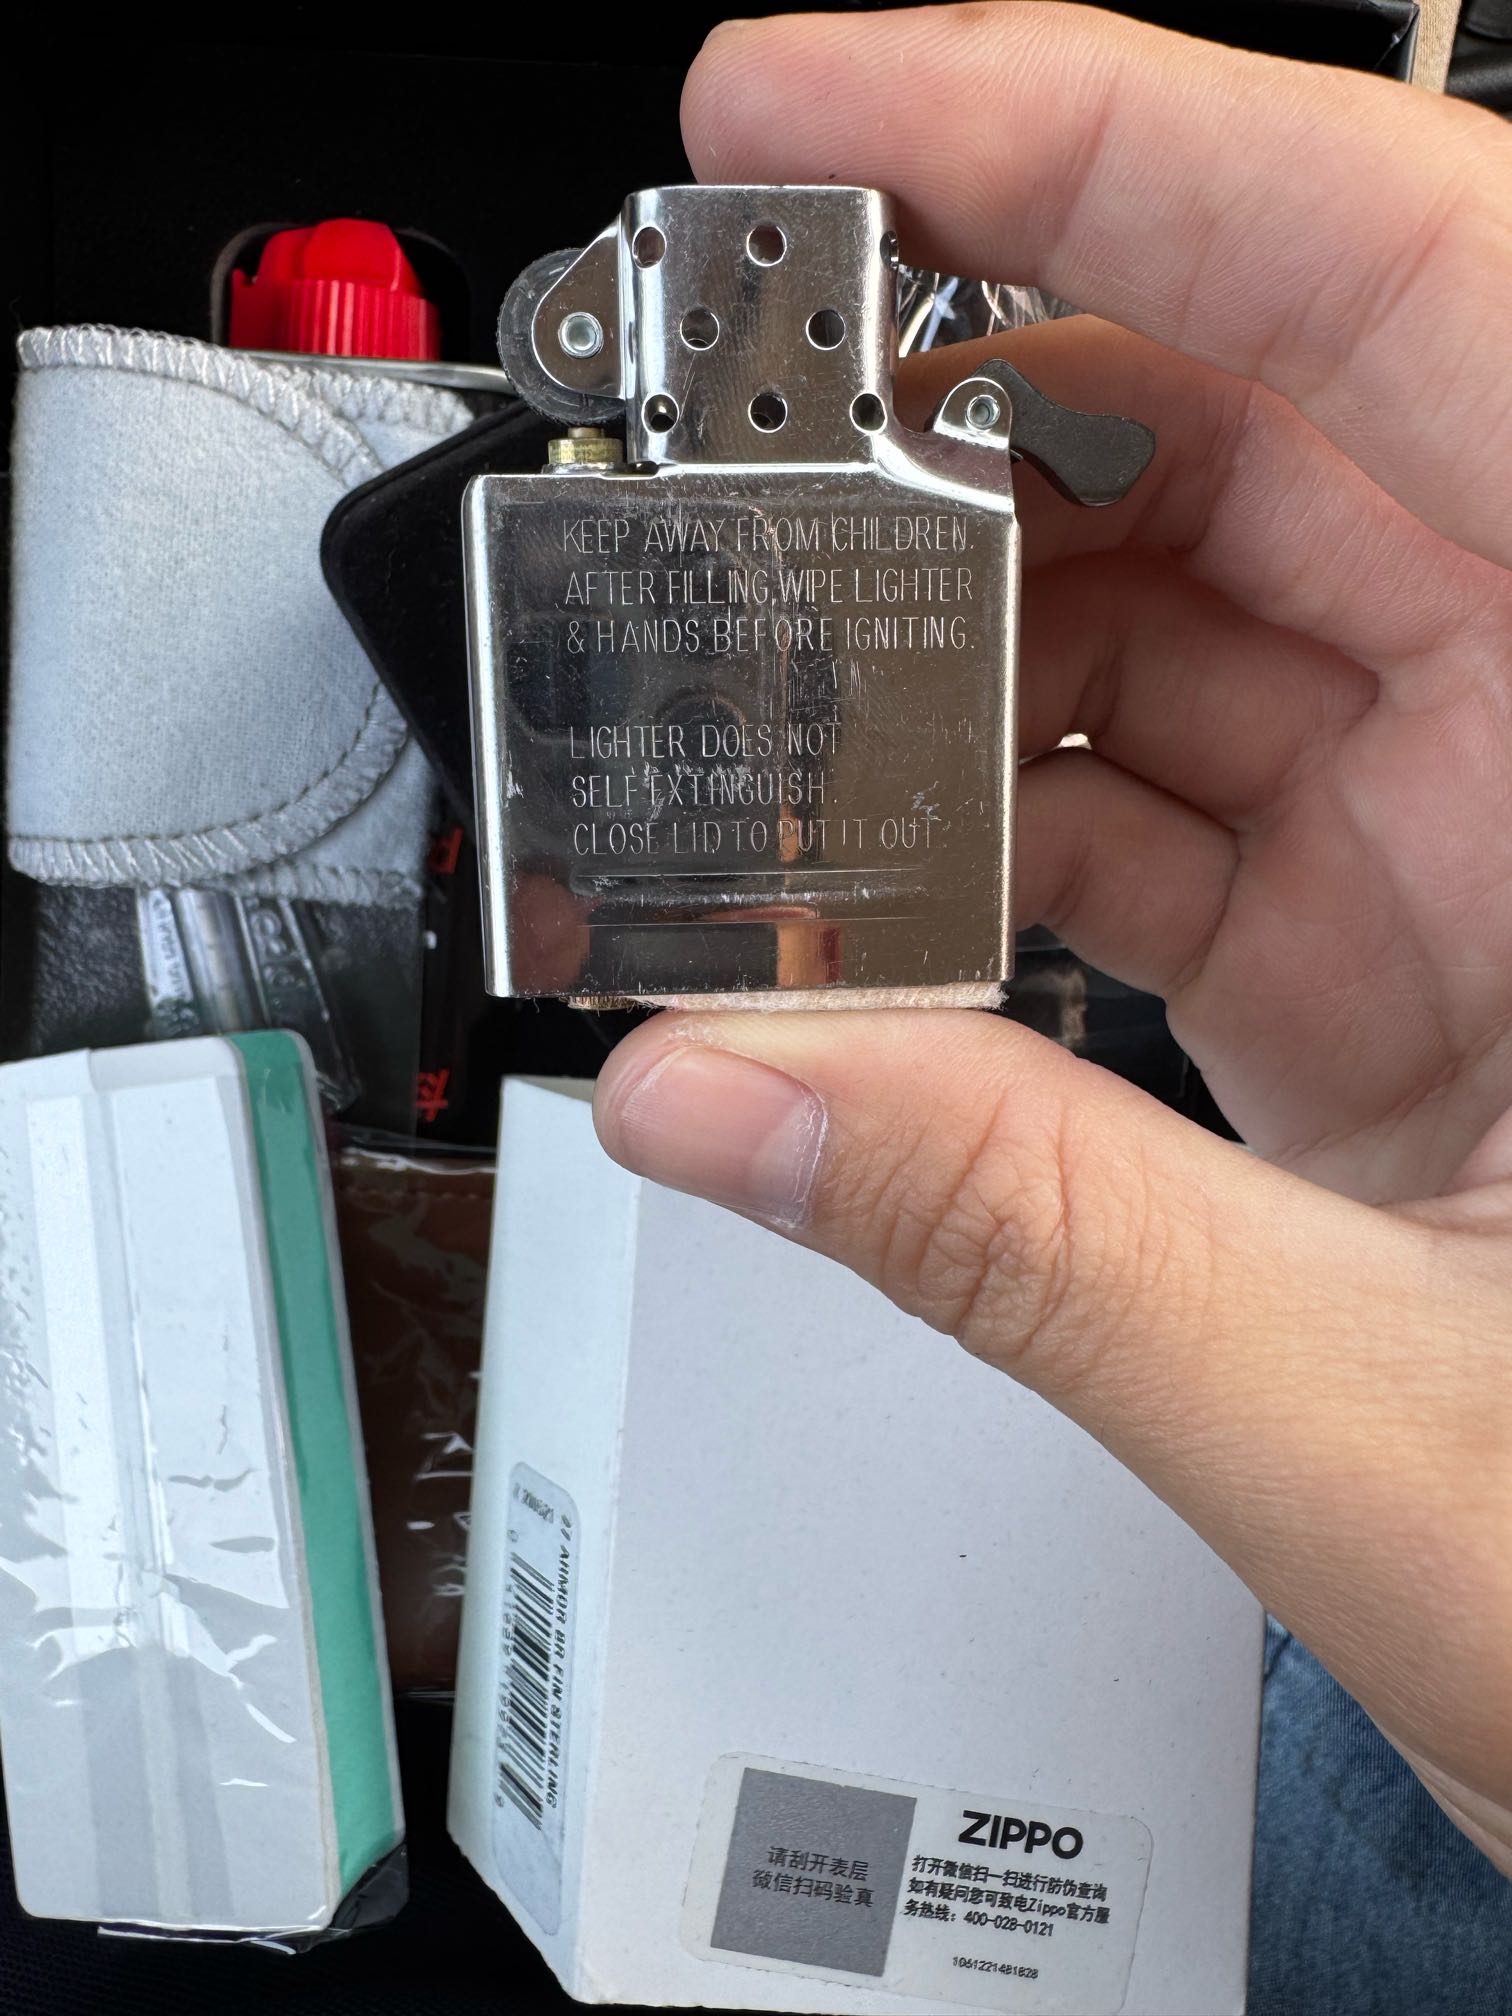 KEEP AWAY FROM CHILDREN.
AFTER FILLING, WIPE LIGHTER
& HANDS BEFORE IGNITING.
LIGHTER DOES NOT
SELF EXTINGUISH.
CLOSE LID TO PUT IT OUT
27 ARMOR BR FIN STERLING
请刮开表层
微信扫码验真
ZIPPO
打开微信扫一扫进行防伪查询
如有疑问您可致电Zippo官方服
务热线：400-028-0121
1061221481828